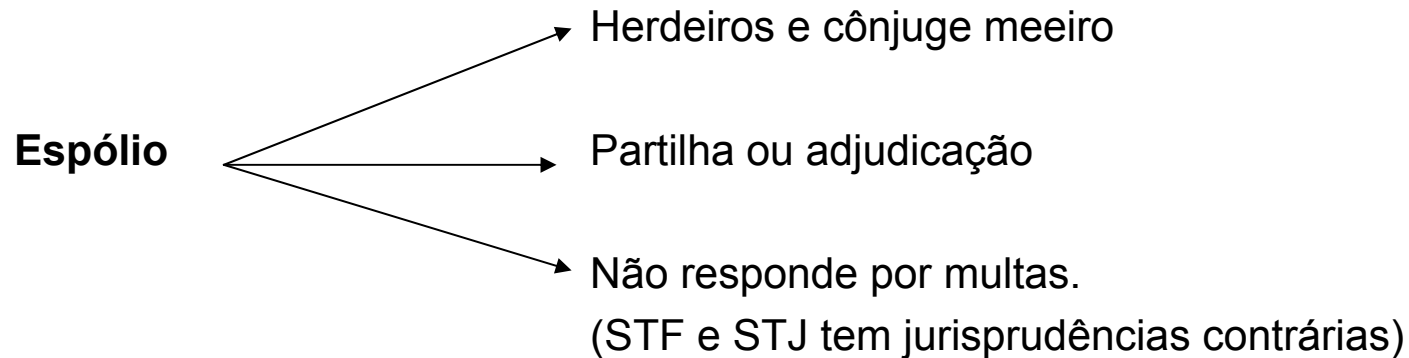 Herdeiros e cônjuge meeiro
Espólio
Partilha ou adjudicação
Não responde por multas.
(STF e STJ tem jurisprudências contrárias)